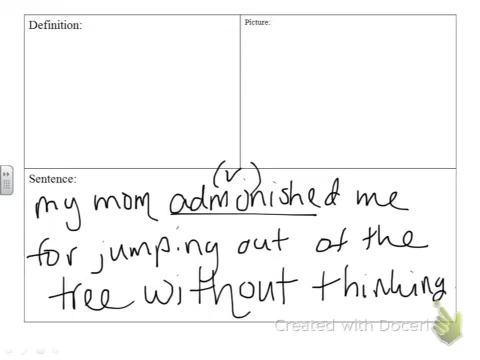 Definition:
Picture:
Sentence:
(v.)
my mom admonished me
for jumping out of the
tree without thinking.
Created with Doceri